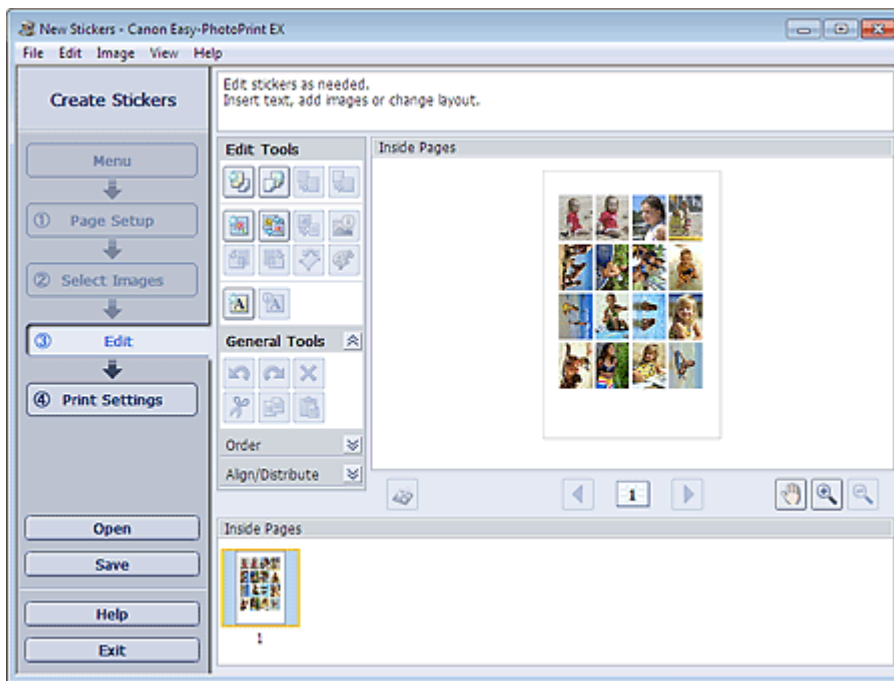 New Stickers - Canon Easy-PhotoPrint EX
File Edit Image View Help
Create Stickers
Edit stickers as needed.
Insert text, add images or change layout.
Menu
① Page Setup
② Select Images
③ Edit
④ Print Settings
Open
Save
Help
Exit
Edit Tools
A A
General Tools
Order
Align/Distribute
Inside Pages
1
Inside Pages
1